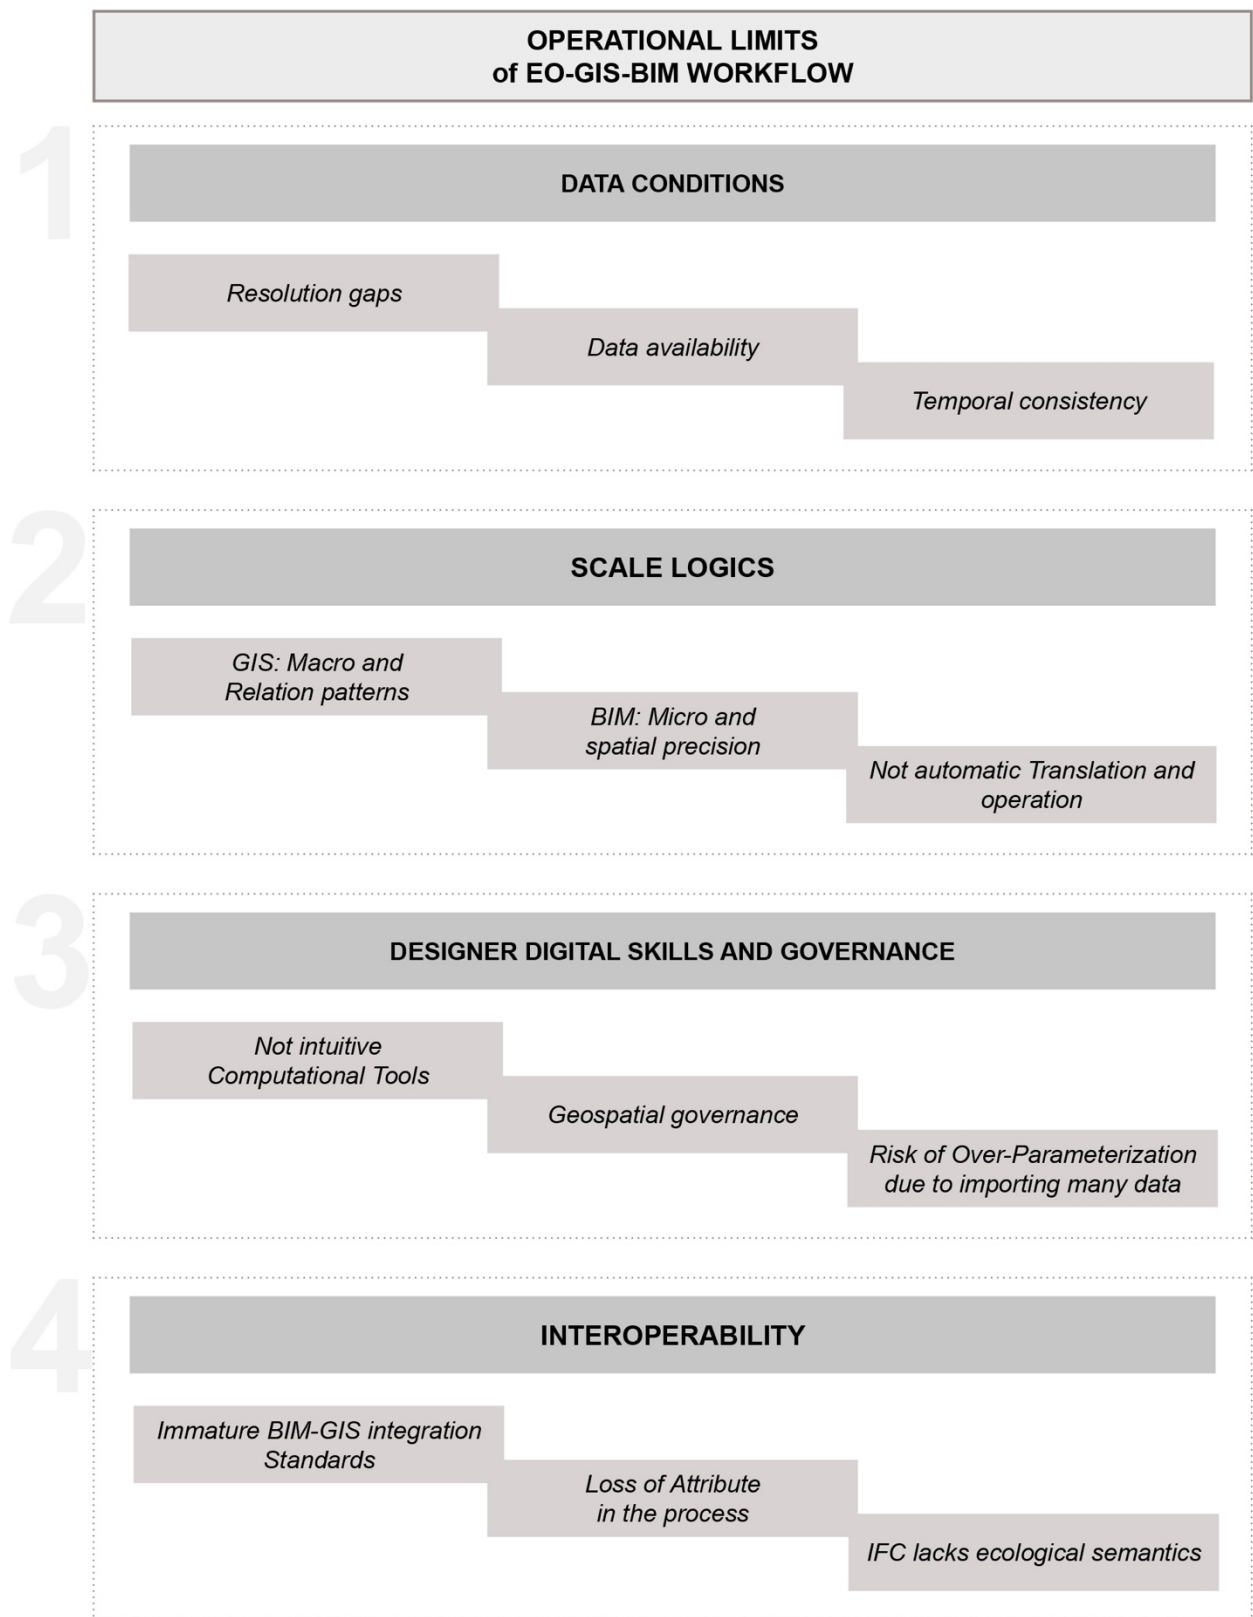 OPERATIONAL LIMITS
of EO-GIS-BIM WORKFLOW
1
DATA CONDITIONS
Resolution gaps
Data availability
Temporal consistency
2
SCALE LOGICS
GIS: Macro and
Relation patterns
BIM: Micro and
spatial precision
Not automatic Translation and
operation
3
DESIGNER DIGITAL SKILLS AND GOVERNANCE
Not intuitive
Computational Tools
Geospatial governance
Risk of Over-Parameterization
due to importing many data
4
INTEROPERABILITY
Immature BIM-GIS integration
Standards
Loss of Attribute
in the process
IFC lacks ecological semantics